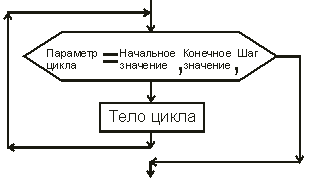 Параметр = Начальное , Конечное , Шаг
цикла значение значение
Тело цикла